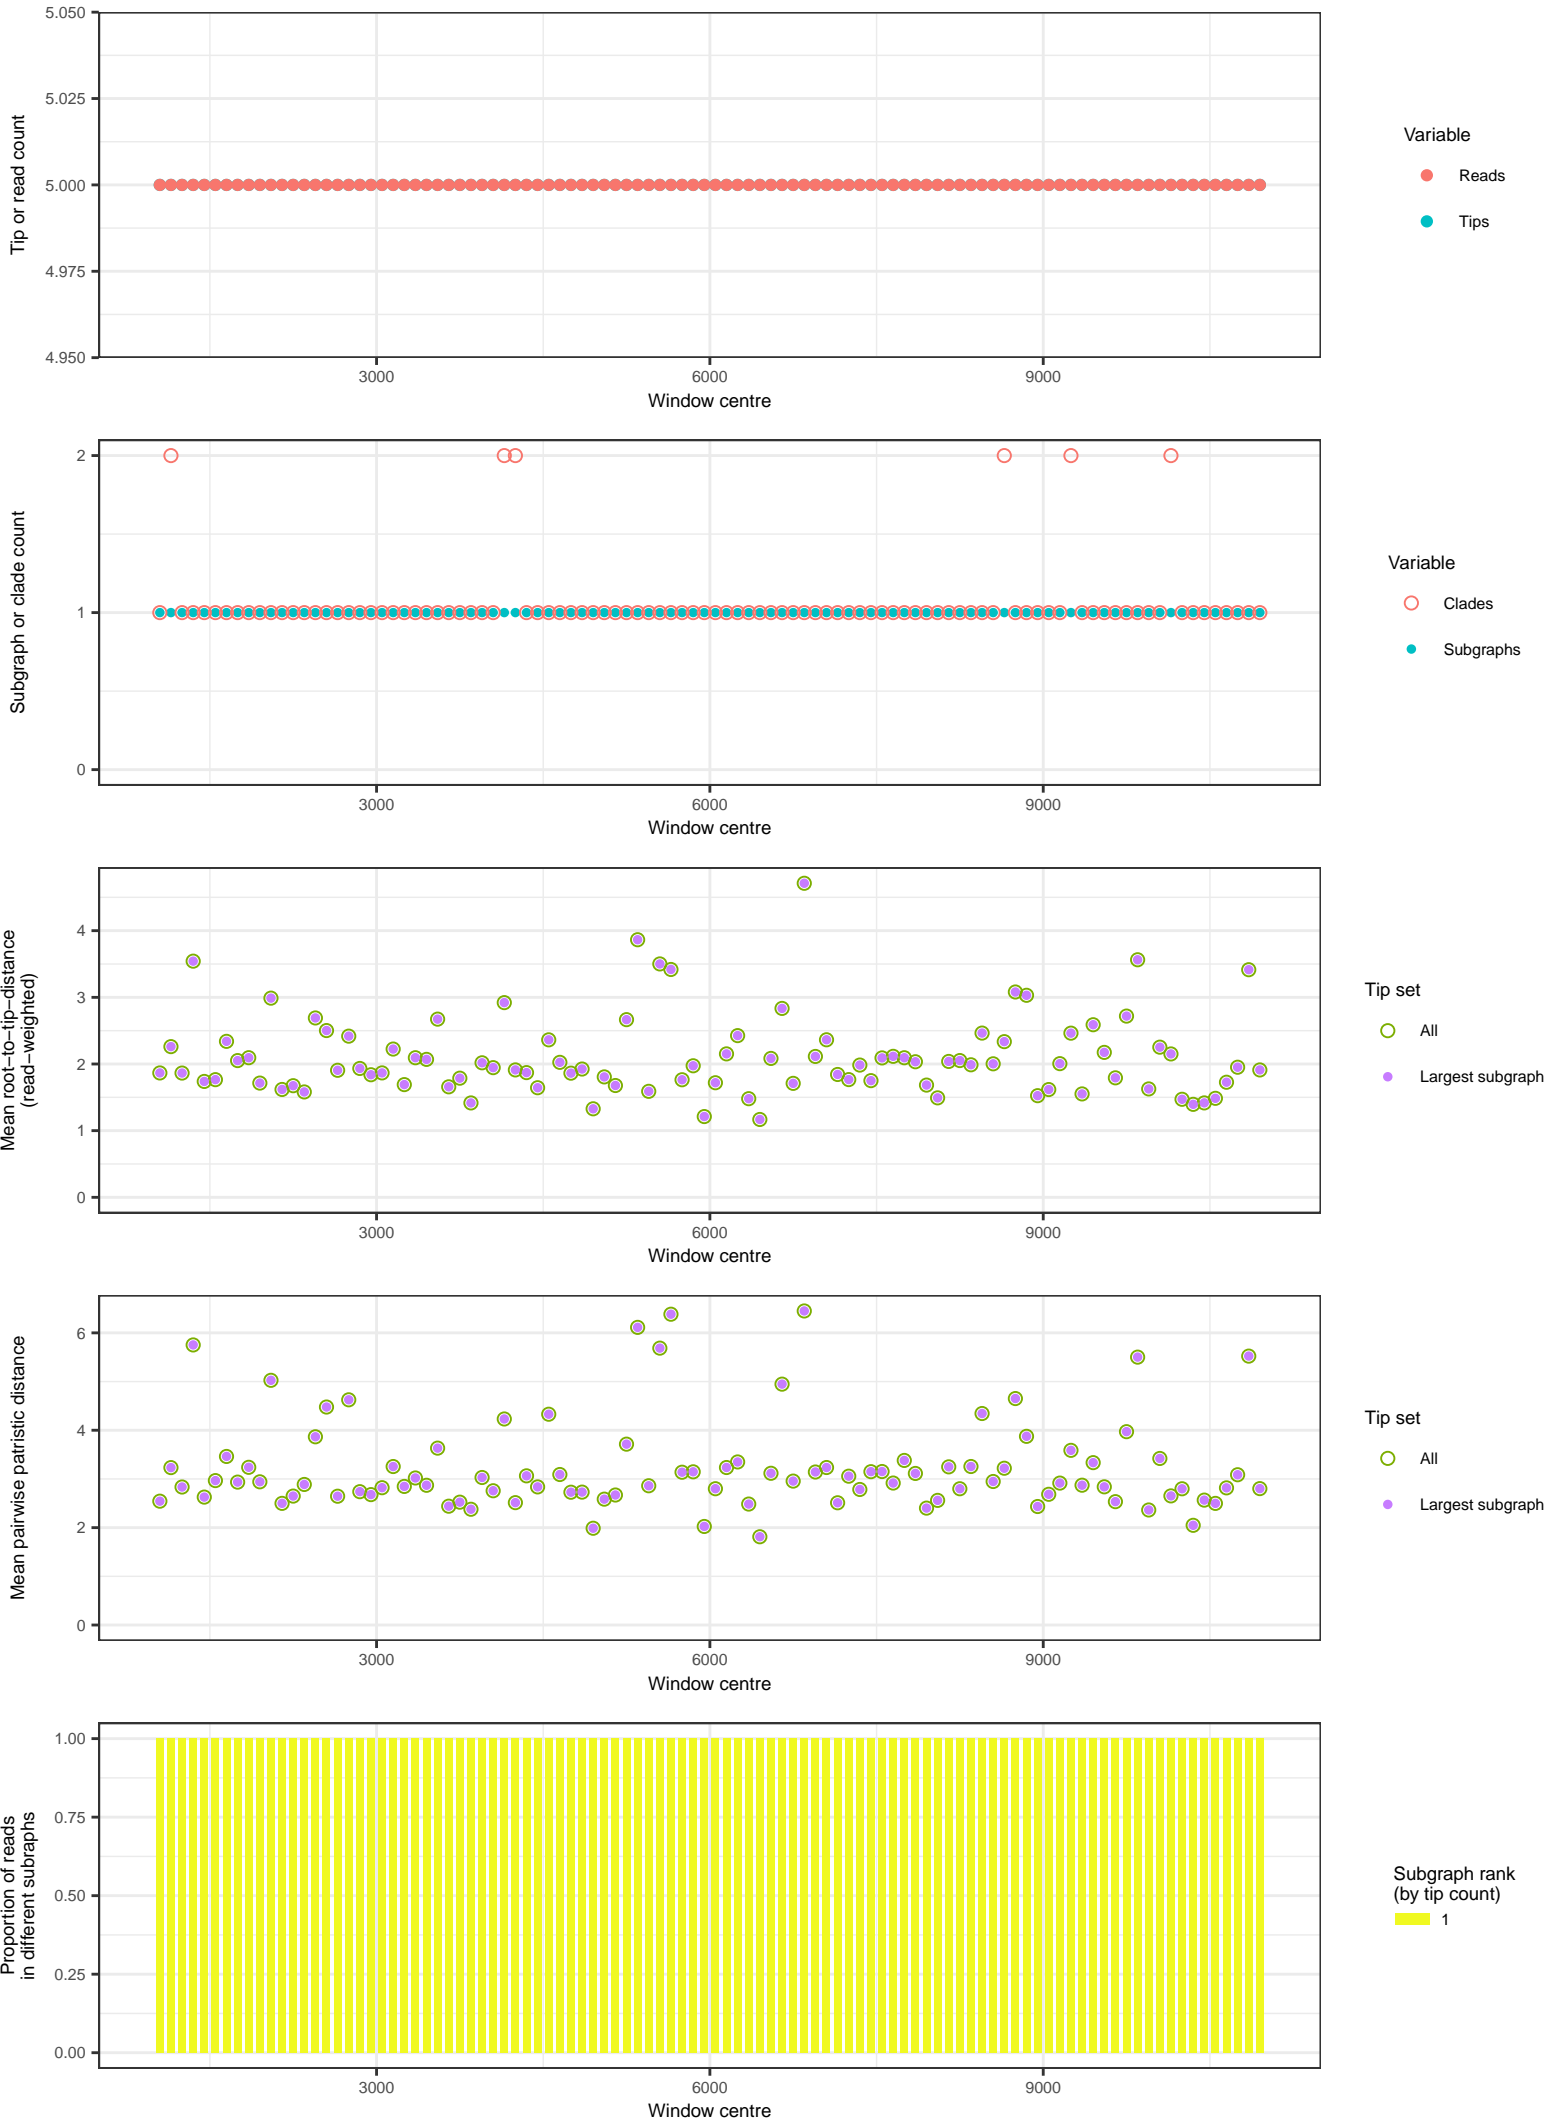 5.050
5.025
5.000
4.975
4.950
Tip or read count
3000
6000
9000
Window centre
Variable
Reads
Tips
2
1
0
Subgraph or clade count
3000
6000
9000
Window centre
Variable
Clades
Subgraphs
4
3
2
1
0
Mean root−to−tip−distance
(read−weighted)
3000
6000
9000
Window centre
Tip set
All
Largest subgraph
6
4
2
0
Mean pairwise patristic distance
3000
6000
9000
Window centre
Tip set
All
Largest subgraph
1.00
0.75
0.50
0.25
0.00
Proportion of reads
in different subraphs
3000
6000
9000
Window centre
Subgraph rank
(by tip count)
1